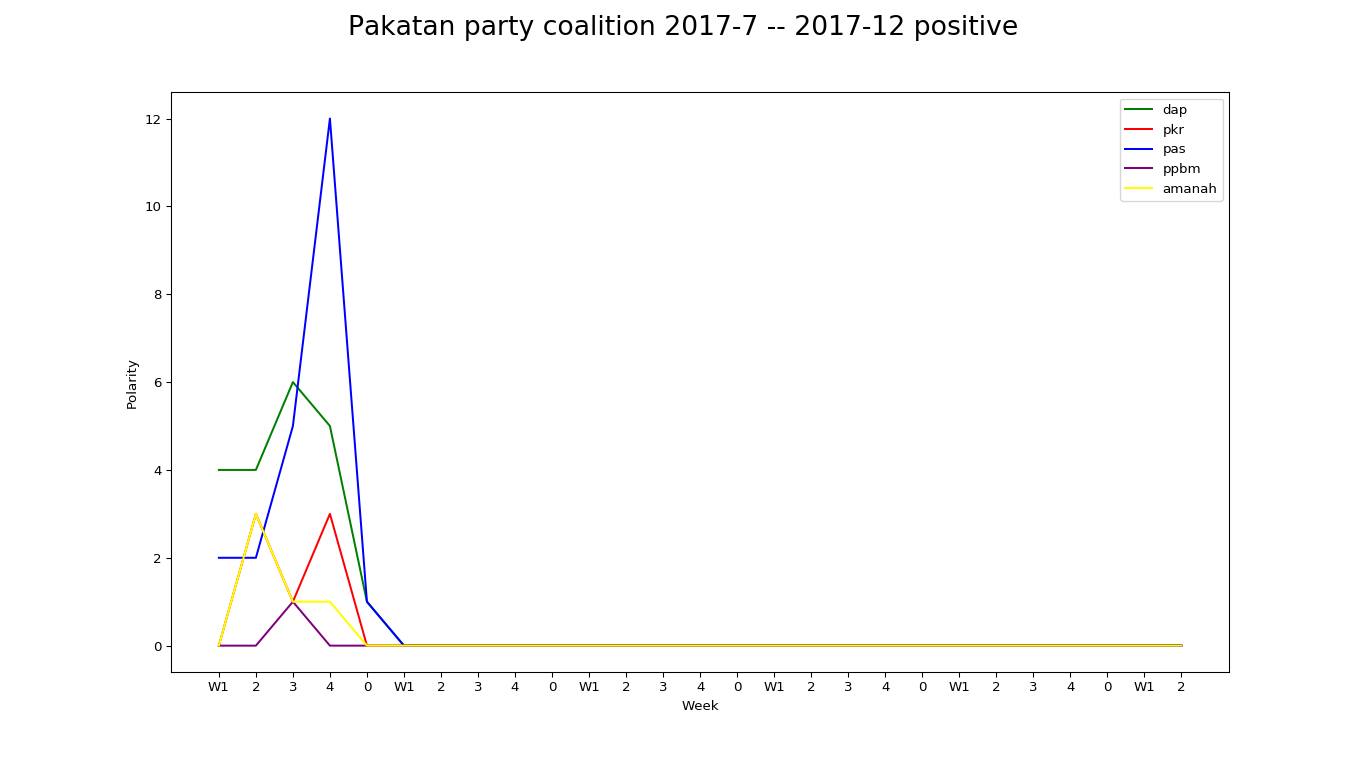 Pakatan party coalition 2017-7 -- 2017-12 positive
dap
pkr
pas
ppbm
amanah
12
10
8
6
4
2
0
Polarity
W1 2 3 4 0 W1 2 3 4 0 W1 2 3 4 0 W1 2 3 4 0 W1 2 3 4 0 W1 2
Week